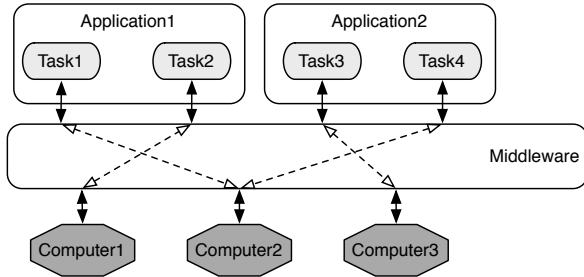 Application1
Application2
Task1
Task2
Task3
Task4
Middleware
Computer1
Computer2
Computer3